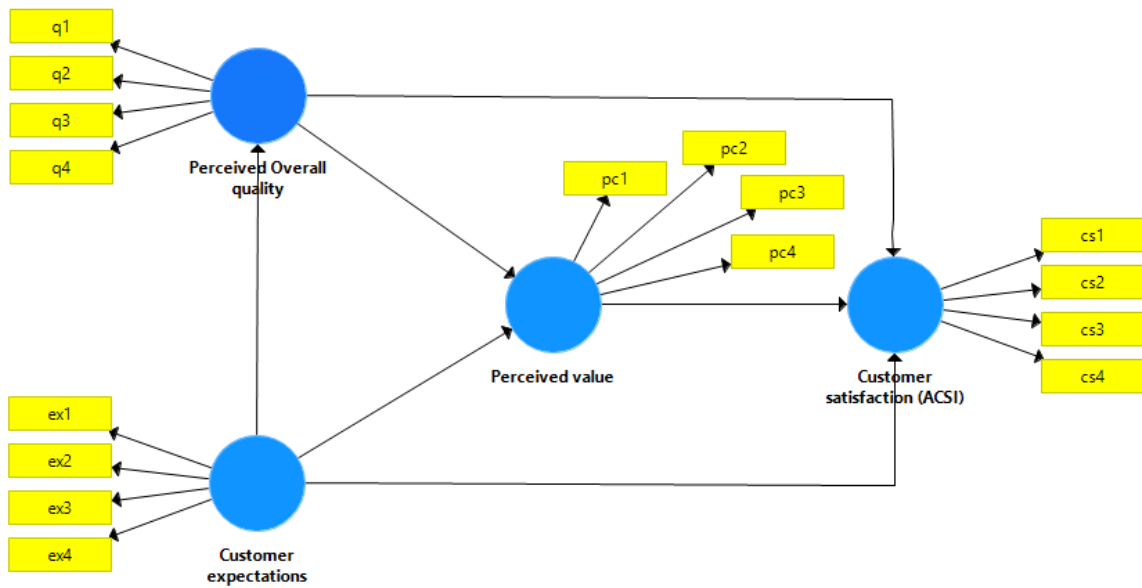 q1
q2
q3
q4
Perceived Overall
quality
pc1
pc2
pc3
pc4
Perceived value
cs1
cs2
cs3
cs4
Customer
satisfaction (ACSI)
ex1
ex2
ex3
ex4
Customer
expectations